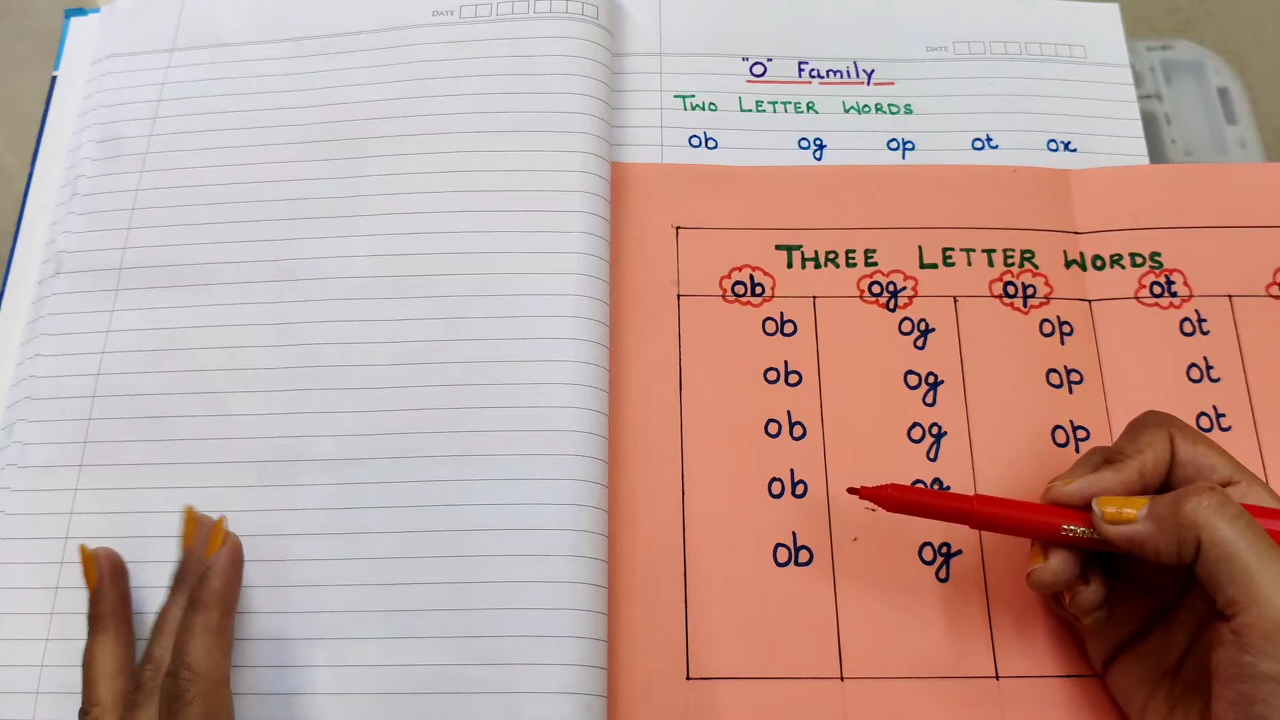 DATE
DATE
"O" Family
TWO LETTER WORDS
ob og op ot ox
THREE LETTER WORDS
ob og op ot
ob og op ot
ob og op ot
ob og op ot
ob og
ob og